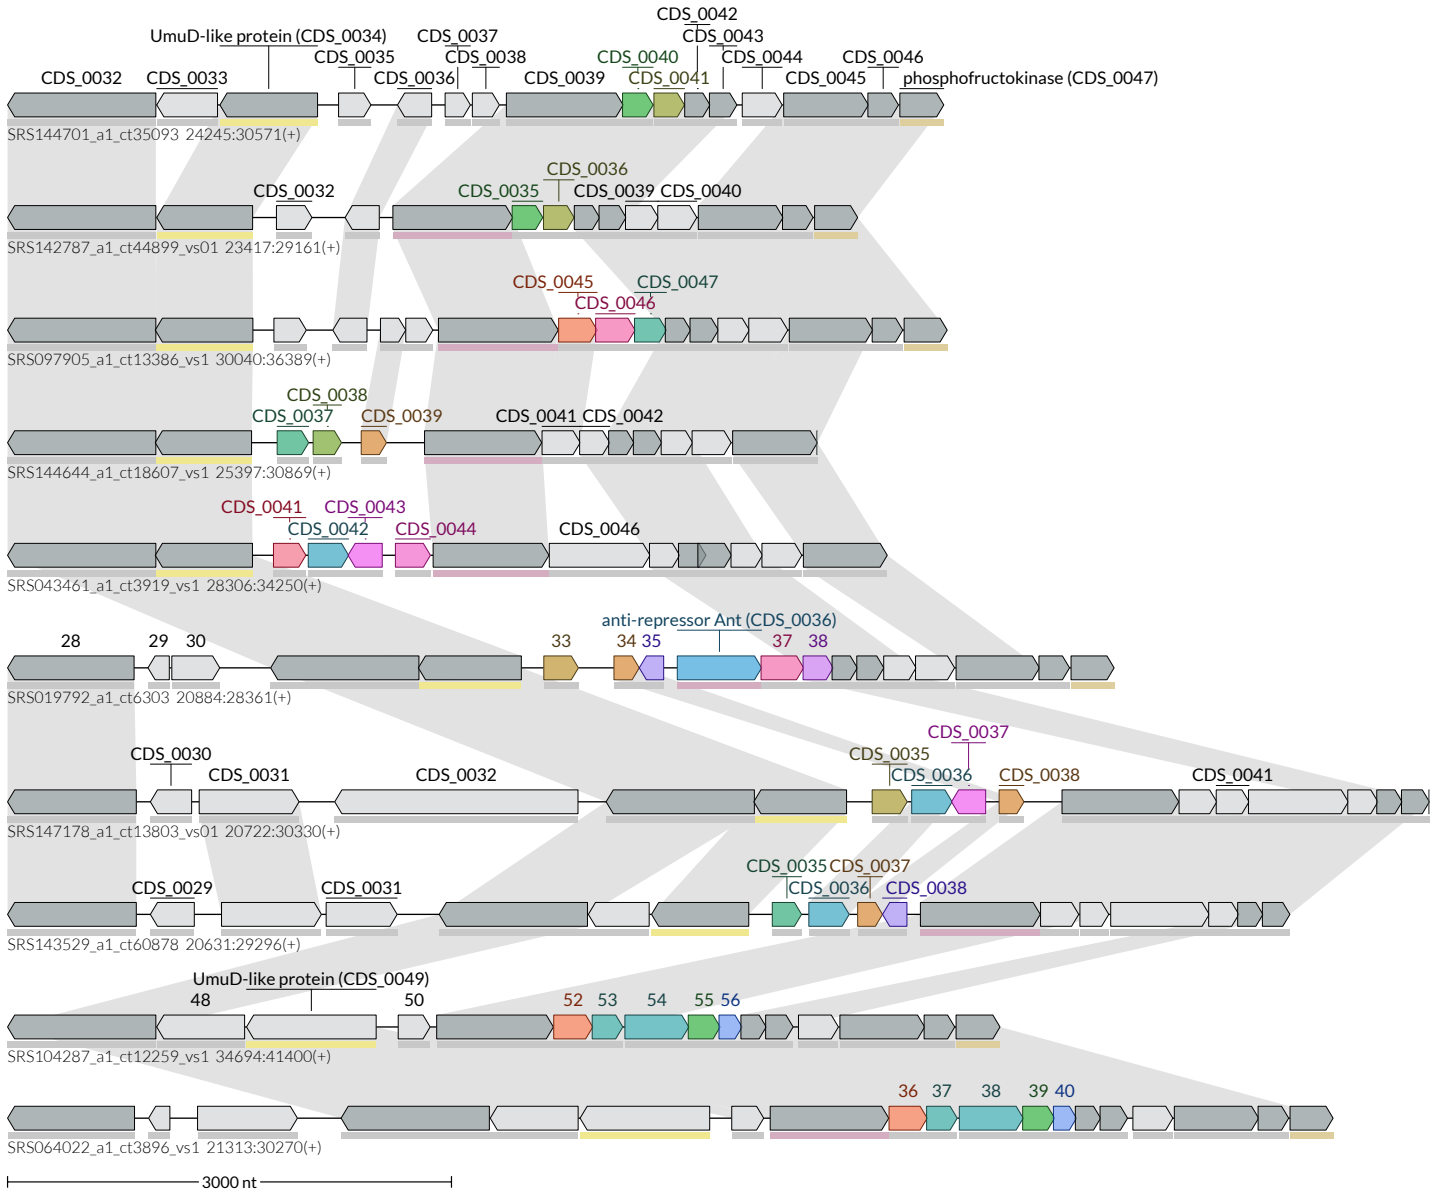 CDS_0042
UmuD-like protein (CDS_0034) CDS_0037 CDS_0043
CDS_0035 CDS_0038 CDS_0040 CDS_0044 CDS_0046
CDS_0032 CDS_0033 CDS_0036 CDS_0039 CDS_0041 CDS_0045 phosphofructokinase (CDS_0047)
SRS144701_a1_ct35093 24245:30571(+)
CDS_0036
CDS_0032 CDS_0035 CDS_0039 CDS_0040
SRS142787_a1_ct44899_vs01 23417:29161(+)
CDS_0045 CDS_0047
CDS_0046
SRS097905_a1_ct13386_vs1 30040:36389(+)
CDS_0038
CDS_0037 CDS_0039 CDS_0041 CDS_0042
SRS144644_a1_ct18607_vs1 25397:30869(+)
CDS_0041 CDS_0043
CDS_0042 CDS_0044 CDS_0046
SRS043461_a1_ct3919_vs1 28306:34250(+)
anti-repressor Ant (CDS_0036)
28 29 30 33 34 35 37 38
SRS019792_a1_ct6303 20884:28361(+)
CDS_0037
CDS_0030 CDS_0035
CDS_0031 CDS_0032 CDS_0036 CDS_0038 CDS_0041
SRS147178_a1_ct13803_vs01 20722:30330(+)
CDS_0035 CDS_0037
CDS_0029 CDS_0031 CDS_0036 CDS_0038
SRS143529_a1_ct60878 20631:29296(+)
UmuD-like protein (CDS_0049)
48 50 52 53 54 55 56
SRS104287_a1_ct12259_vs1 34694:41400(+)
36 37 38 39 40
SRS064022_a1_ct3896_vs1 21313:30270(+)
3000 nt